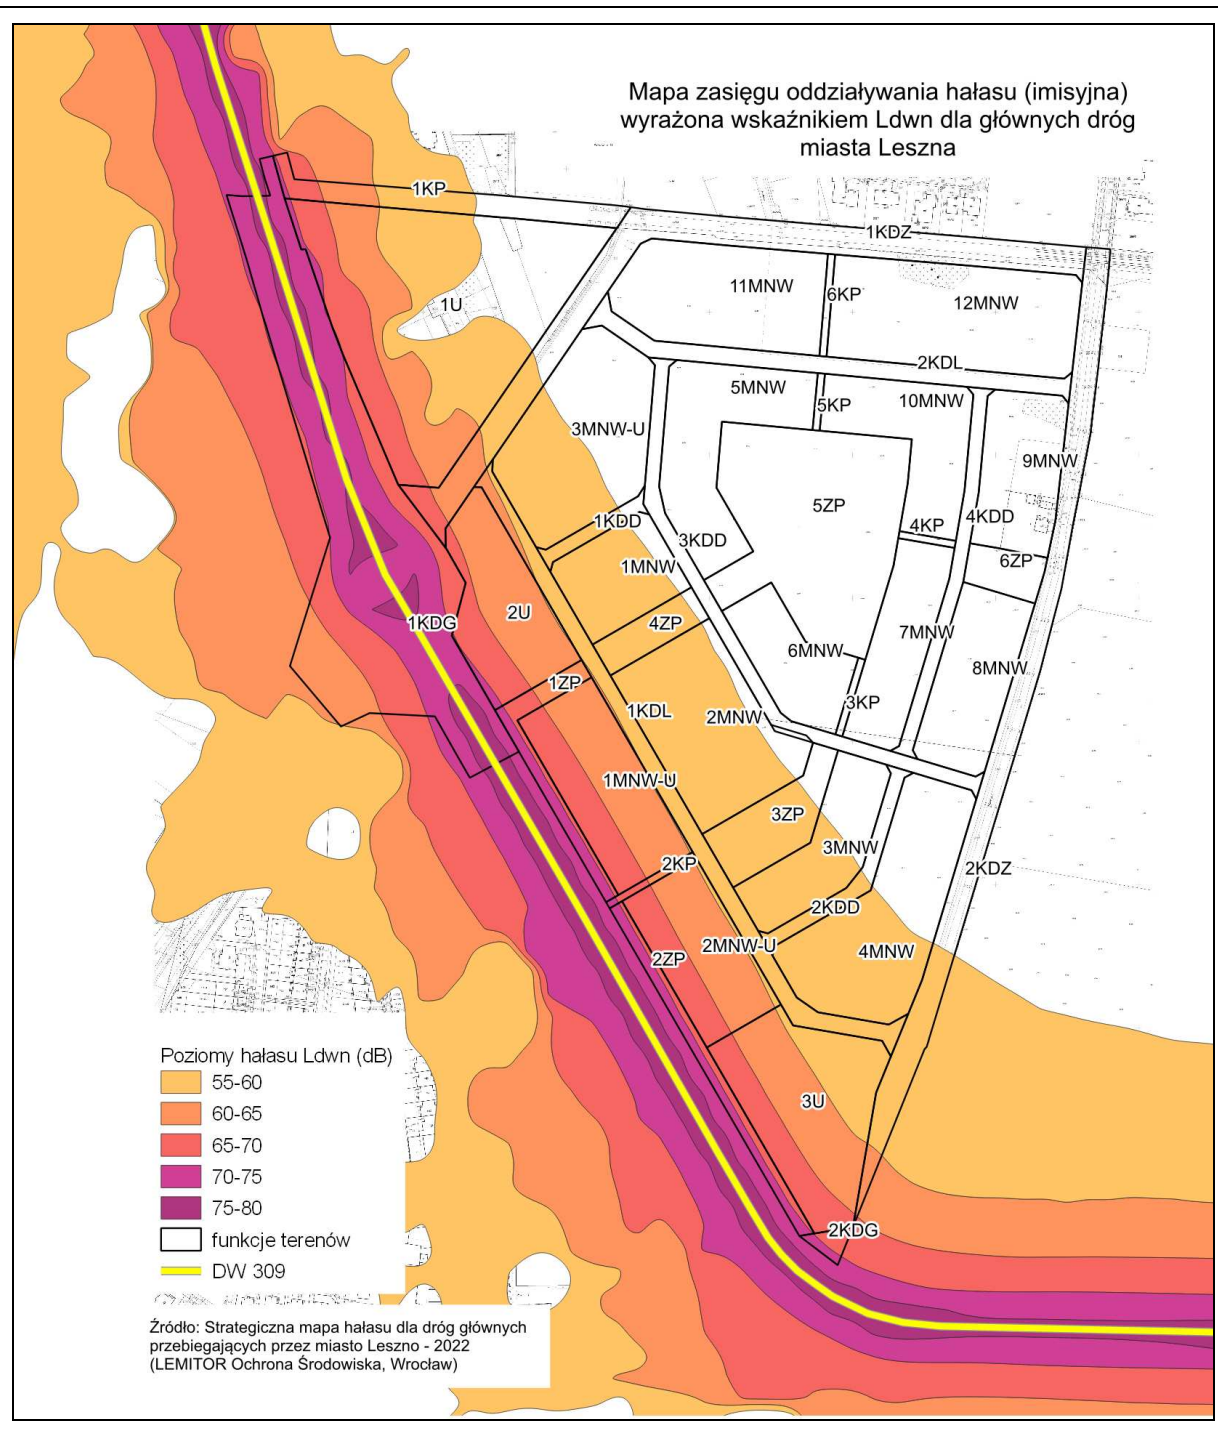 Mapa zasięgu oddziaływania hałasu (imisyjna)
wyrażona wskaźnikiem Ldwn dla głównych dróg
miasta Leszna
1KP
1KDZ
11MNW
6KP
12MNW
1U
2KDL
5MNW
5KP
10MNW
3MNW-U
9MNW
5ZP
1KDD
4KP
4KDD
3KDD
6ZP
1MNW
2U
1KDG
4ZP
7MNW
6MNW
8MNW
1ZP
3KP
1KDL
2MNW
1MNW-U
3ZP
3MNW
2KP
2KDZ
2KDD
2MNW-U
4MNW
2ZP
3U
2KDG
Poziomy hałasu Ldwn (dB)
55-60
60-65
65-70
70-75
75-80
funkcje terenów
DW 309
Źródło: Strategiczna mapa hałasu dla dróg głównych
przebiegających przez miasto Leszno - 2022
(LEMITOR Ochrona Środowiska, Wrocław)